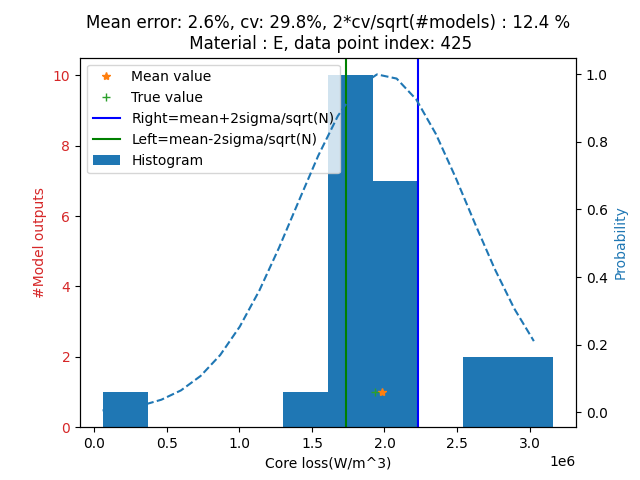 Mean error: 2.6%, cv: 29.8%, 2*cv/sqrt(#models) : 12.4 %
Material : E, data point index: 425
Mean value
True value
Right=mean+2sigma/sqrt(N)
Left=mean-2sigma/sqrt(N)
Histogram
#Model outputs
10
8
6
4
2
0
Probability
1.0
0.8
0.6
0.4
0.2
0.0
0.0 0.5 1.0 1.5 2.0 2.5 3.0
1e6
Core loss(W/m^3)